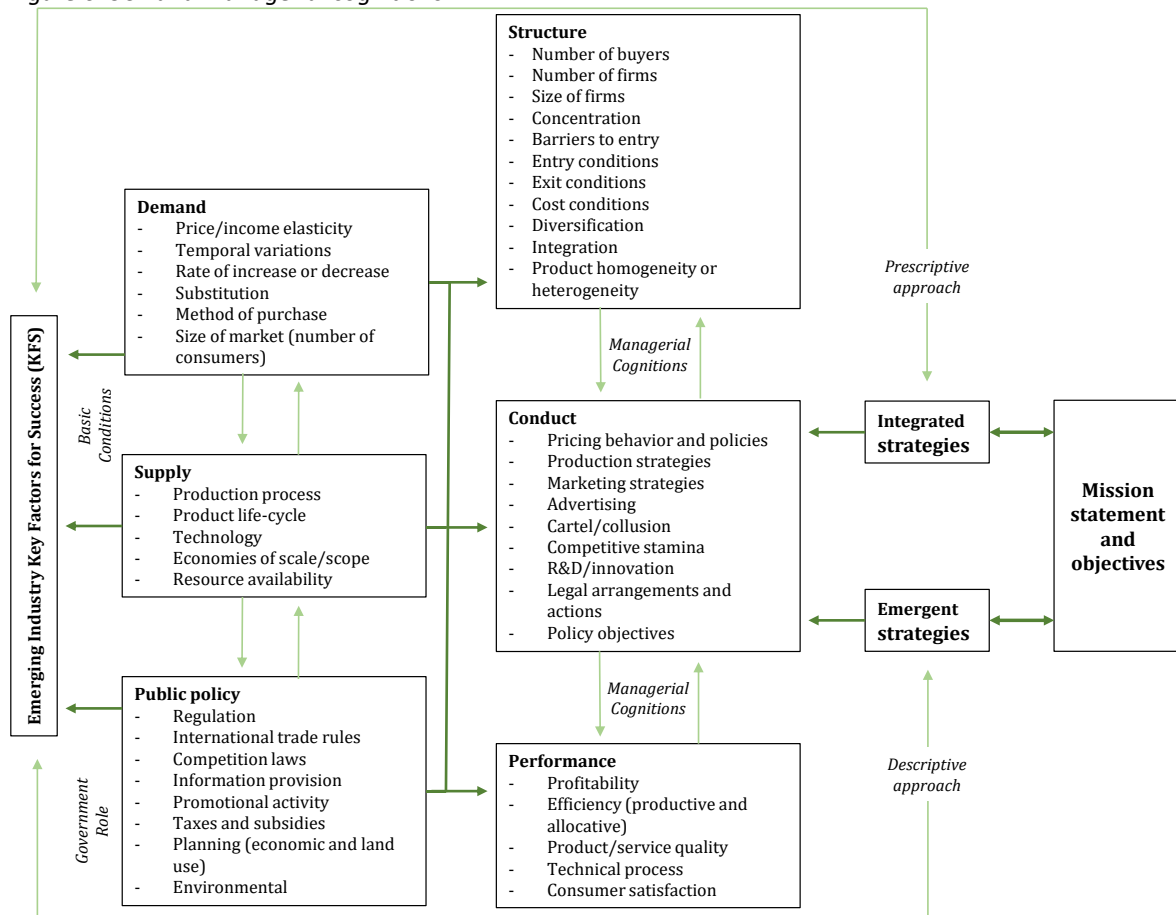 Structure
- Number of buyers
- Number of firms
- Size of firms
- Concentration
- Barriers to entry
- Entry conditions
- Exit conditions
- Cost conditions
- Diversification
- Integration
- Product homogeneity or
heterogeneity
Demand
- Price/income elasticity
- Temporal variations
- Rate of increase or decrease
- Substitution
- Method of purchase
- Size of market (number of
consumers)
Prescriptive
approach
Managerial
Cognitions
Emerging Industry Key Factors for Success (KFS)
Basic
Conditions
Supply
- Production process
- Product life-cycle
- Technology
- Economies of scale/scope
- Resource availability
Conduct
- Pricing behavior and policies
- Production strategies
- Marketing strategies
- Advertising
- Cartel/collusion
- Competitive stamina
- R&D/innovation
- Legal arrangements and
actions
- Policy objectives
Integrated
strategies
Emergent
strategies
Mission
statement
and
objectives
Managerial
Cognitions
Public policy
- Regulation
- International trade rules
- Competition laws
- Information provision
- Promotional activity
- Taxes and subsidies
- Planning (economic and land
use)
- Environmental
Government
Role
Performance
- Profitability
- Efficiency (productive and
allocative)
- Product/service quality
- Technical process
- Consumer satisfaction
Descriptive
approach